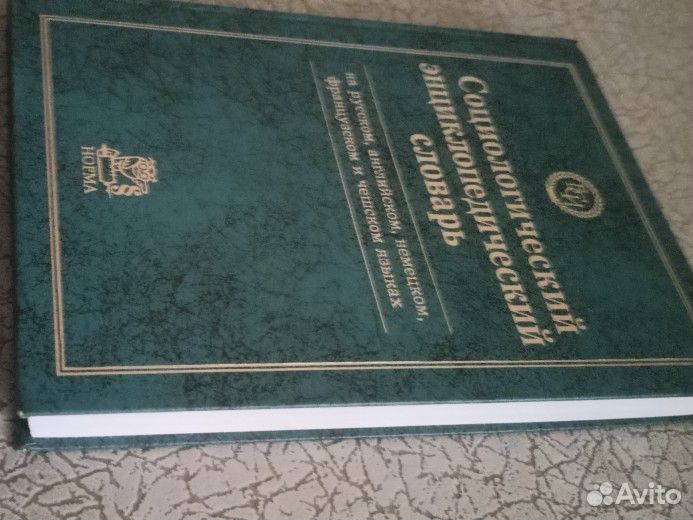 Социологический
энциклопедический
словарь
на русском, английском, немецком,
французском и чешском языках
НОРМА
Avito